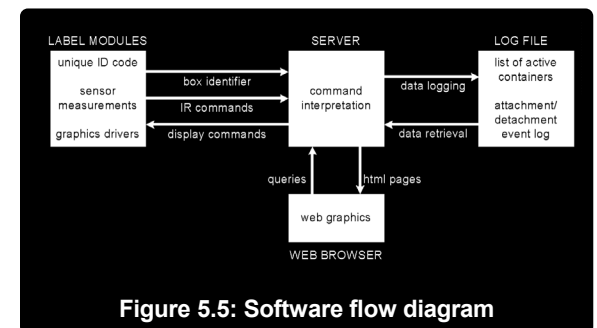 LABEL MODULES
unique ID code
sensor
measurements
graphics drivers
box identifier
IR commands
display commands
SERVER
command
interpretation
data logging
data retrieval
LOG FILE
list of active
containers
attachment/
detachment
event log
queries
html pages
web graphics
WEB BROWSER
Figure 5.5: Software flow diagram